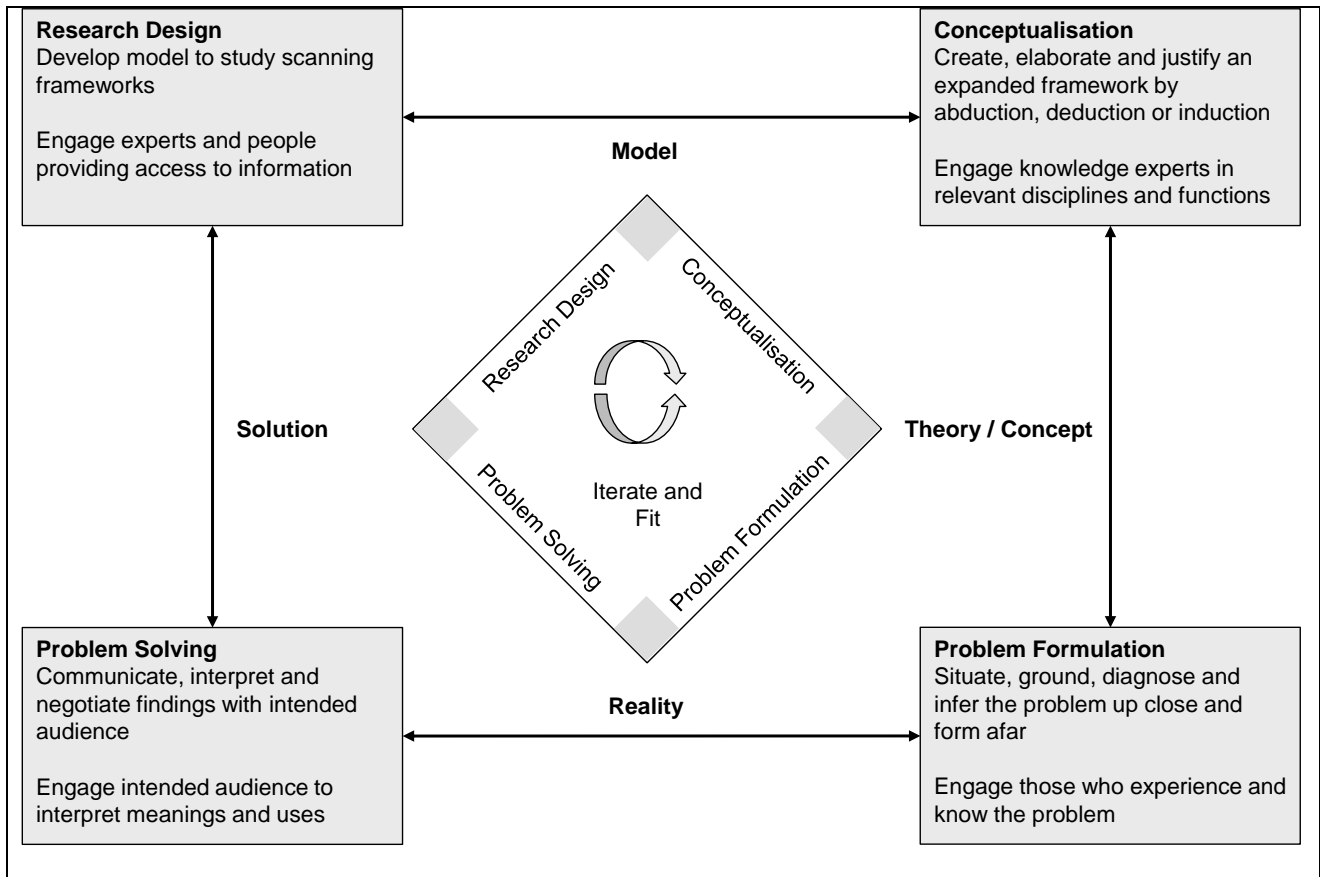 Research Design
Develop model to study scanning
frameworks
Engage experts and people
providing access to information
Conceptualisation
Create, elaborate and justify an
expanded framework by
abduction, deduction or induction
Engage knowledge experts in
relevant disciplines and functions
Model
Research Design
Conceptualisation
Solution
Theory / Concept
Iterate and
Fit
Problem Solving
Problem Formulation
Reality
Problem Solving
Communicate, interpret and
negotiate findings with intended
audience
Engage intended audience to
interpret meanings and uses
Problem Formulation
Situate, ground, diagnose and
infer the problem up close and
form afar
Engage those who experience and
know the problem